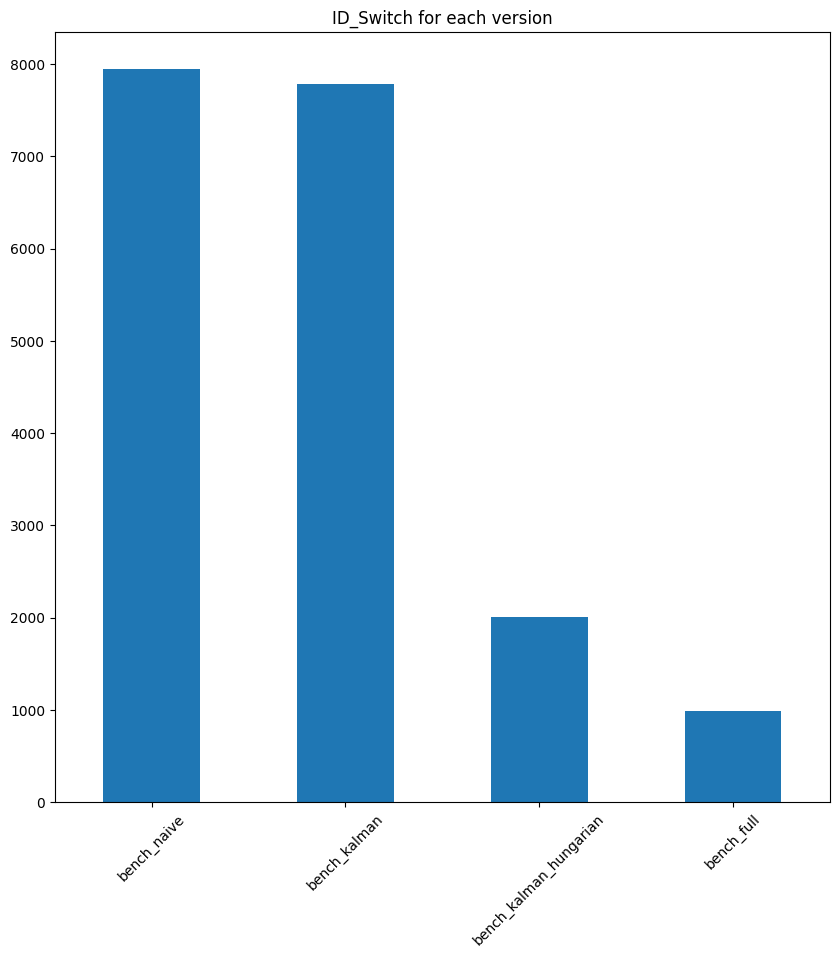 ID_Switch for each version
8000
7000
6000
5000
4000
3000
2000
1000
0
bench_naive
bench_kalman
bench_kalman_hungarian
bench_full